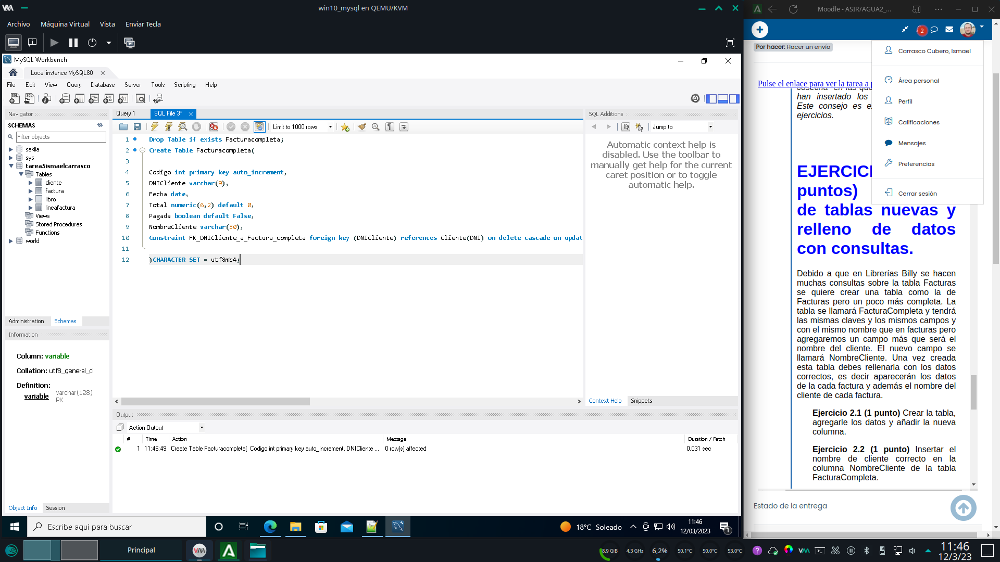 win10_mysql en QEMU/KVM
Archivo Máquina Virtual Vista Enviar Tecla
MySQL Workbench
Local instance MySQL80
File Edit View Query Database Server Tools Scripting Help
Navigator
SCHEMAS
Filter objects
sakila
sys
tarea5ismaelcarrasco
Tables
cliente
factura
libro
lineafactura
Views
Stored Procedures
Functions
world
Administration Schemas
Information
Column: variable
Collation: utf8_general_ci
Definition:
variable varchar(128)
PK
Object Info Session
Query 1 SQL File 3*
Limit to 1000 rows
1 Drop Table if exists Facturacompleta;
2 Create Table Facturacompleta(
3
4 Codigo int primary key auto_increment,
5 DNICliente varchar(9),
6 Fecha date,
7 Total numeric(6,2) default 0,
8 Pagada boolean default False,
9 NombreCliente varchar(30),
10 Constraint FK_DNICliente_a_Factura_completa foreign key (DNICliente) references Cliente(DNI) on delete cascade on updat
11
12 )CHARACTER SET = utf8mb4;
SQL Additions
Jump to
Automatic context help is
disabled. Use the toolbar to
manually get help for the current
caret position or to toggle
automatic help.
Context Help Snippets
Output
Action Output
# Time Action Message Duration / Fetch
1 11:46:49 Create Table Facturacompleta( Codigo int primary key auto_increment, DNICliente ... 0 row(s) affected 0.031 sec
Escribe aquí para buscar
18°C Soleado
11:46
12/03/2023
1
Moodle - ASIR/AGUA2_...
2
Por hacer: Hacer un envío
Pulse el enlace para ver la tarea a
cosecha" en las que
han insertado los
Este consejo es e
ejercicios.
Carrasco Cubero, Ismael
Área personal
Perfil
Calificaciones
Mensajes
Preferencias
Cerrar sesión
EJERCICI
puntos)
de tablas nuevas y
relleno de datos
con consultas.
Debido a que en Librerías Billy se hacen
muchas consultas sobre la tabla Facturas
se quiere crear una tabla como la de
Facturas pero un poco más completa. La
tabla se llamará FacturaCompleta y tendrá
las mismas claves y los mismos campos y
con el mismo nombre que en facturas pero
agregaremos un campo más que será el
nombre del cliente. El nuevo campo se
llamará NombreCliente. Una vez creada
esta tabla debes rellenarla con los datos
correctos, es decir aparecerán los datos
de la cada factura y además el nombre del
cliente de cada factura.
Ejercicio 2.1 (1 punto) Crear la tabla,
agregarle los datos y añadir la nueva
columna.
Ejercicio 2.2 (1 punto) Insertar el
nombre de cliente correcto en la
columna NombreCliente de la tabla
FacturaCompleta.
Estado de la entrega
Principal
8,9 GiB 4,3 GHz 6,2% 50,1°C 50,0°C 53,0°C
11:46
12/3/23